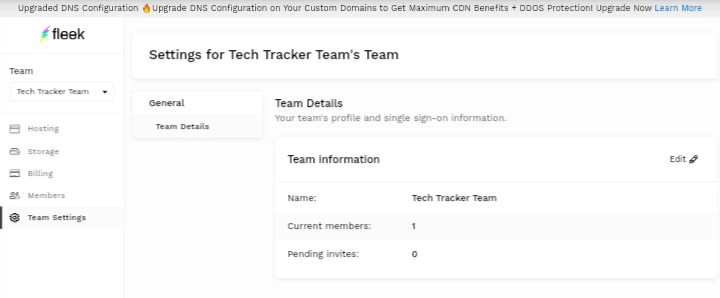 Upgraded DNS Configuration 🔥Upgrade DNS Configuration on Your Custom Domains to Get Maximum CDN Benefits + DDOS Protection! Upgrade Now Learn More
fleek
Team
Tech Tracker Team
Hosting
Storage
Billing
Members
Team Settings
Settings for Tech Tracker Team's Team
General
Team Details
Team Details
Your team's profile and single sign-on information.
Team information
Edit
Name: Tech Tracker Team
Current members: 1
Pending invites: 0